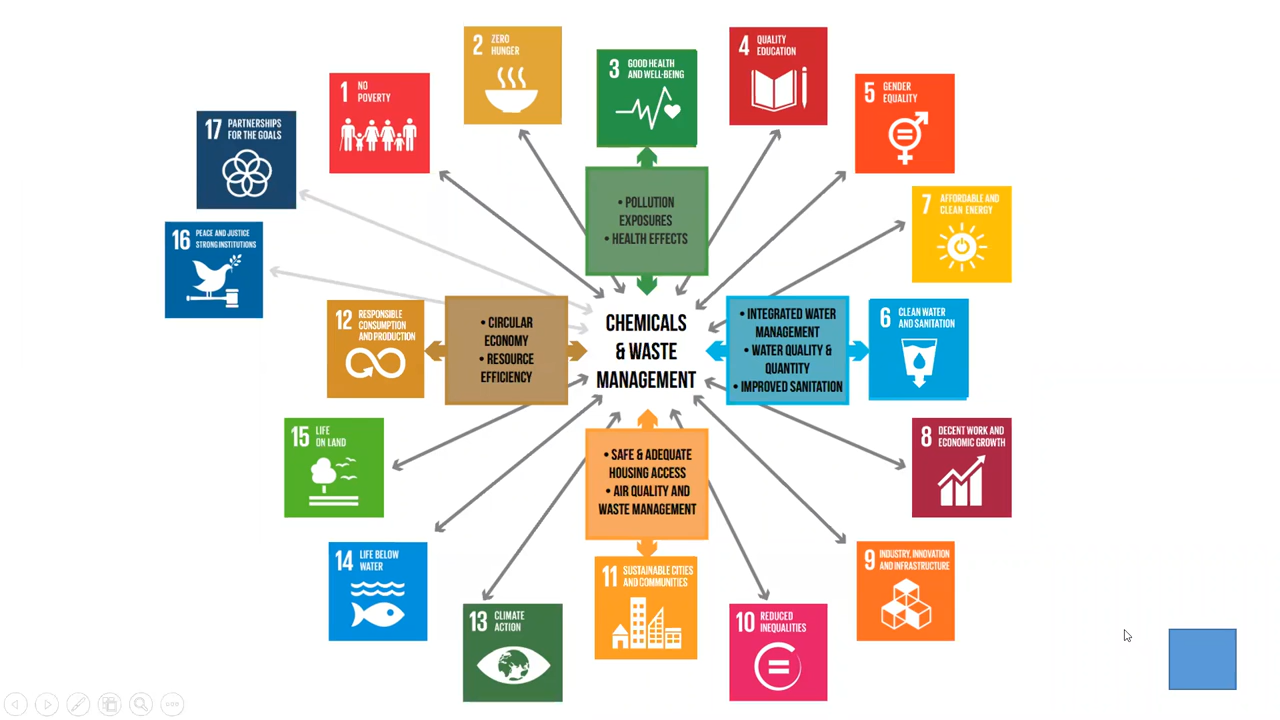 2 ZERO
HUNGER
3 GOOD HEALTH
AND WELL-BEING
4 QUALITY
EDUCATION
1 NO
POVERTY
5 GENDER
EQUALITY
17 PARTNERSHIPS
FOR THE GOALS
7 AFFORDABLE AND
CLEAN ENERGY
16 PEACE AND JUSTICE
STRONG INSTITUTIONS
• POLLUTION
EXPOSURES
• HEALTH EFFECTS
12 RESPONSIBLE
CONSUMPTION
AND PRODUCTION
• CIRCULAR
ECONOMY
• RESOURCE
EFFICIENCY
CHEMICALS
& WASTE
MANAGEMENT
• INTEGRATED WATER
MANAGEMENT
• WATER QUALITY &
QUANTITY
• IMPROVED SANITATION
6 CLEAN WATER
AND SANITATION
15 LIFE
ON LAND
• SAFE & ADEQUATE
HOUSING ACCESS
• AIR QUALITY AND
WASTE MANAGEMENT
8 DECENT WORK AND
ECONOMIC GROWTH
14 LIFE BELOW
WATER
9 INDUSTRY, INNOVATION
AND INFRASTRUCTURE
13 CLIMATE
ACTION
11 SUSTAINABLE CITIES
AND COMMUNITIES
10 REDUCED
INEQUALITIES